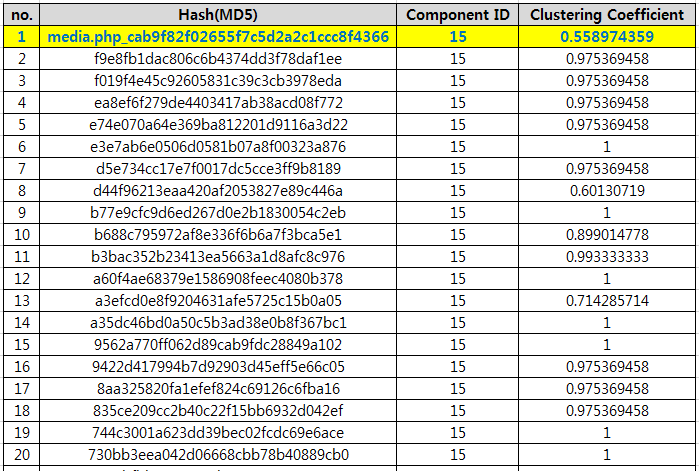 no. Hash(MD5) Component ID Clustering Coefficient
1 media.php_cab9f82f02655f7c5d2a2c1ccc8f4366 15 0.558974359
2 f9e8fb1dac806c6b4374dd3f78daf1ee 15 0.975369458
3 f019f4e45c92605831c39c3cb3978eda 15 0.975369458
4 ea8ef6f279de4403417ab38acd08f772 15 0.975369458
5 e74e070a64e369ba812201d9116a3d22 15 0.975369458
6 e3e7ab6e0506d0581b07a8f00323a876 15 1
7 d5e734cc17e7f0017dc5cce3ff9b8189 15 0.975369458
8 d44f96213eaa420af2053827e89c446a 15 0.60130719
9 b77e9cfc9d6ed267d0e2b1830054c2eb 15 1
10 b688c795972af8e336f6b6a7f3bca5e1 15 0.899014778
11 b3bac352b23413ea5663a1d8afc8c976 15 0.993333333
12 a60f4ae68379e1586908feec4080b378 15 1
13 a3efcd0e8f9204631afe5725c15b0a05 15 0.714285714
14 a35dc46bd0a50c5b3ad38e0b8f367bc1 15 1
15 9562a770ff062d89cab9fdc28849a102 15 1
16 9422d417994b7d92903d45eff5e66c05 15 0.975369458
17 8aa325820fa1efef824c69126c6fba16 15 0.975369458
18 835ce209cc2b40c22f15bb6932d042ef 15 0.975369458
19 744c3001a623dd39bec02fcdc69e6ace 15 1
20 730bb3eea042d06668cbb78b40889cb0 15 1